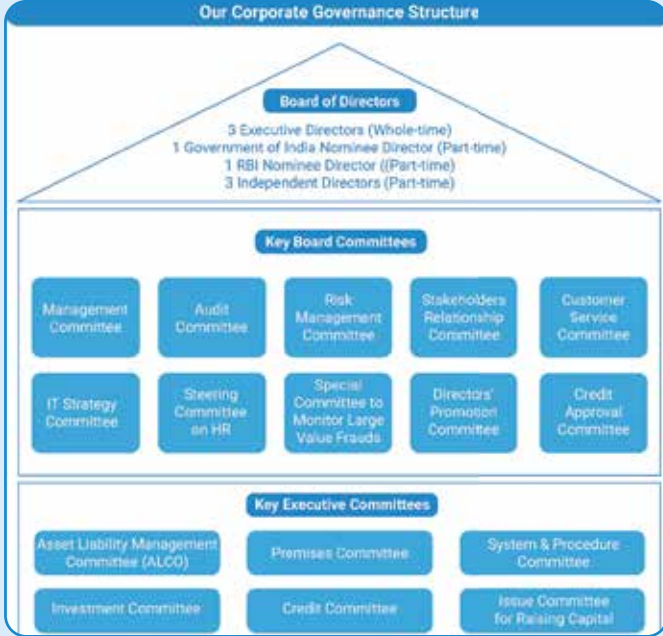 Our Corporate Governance Structure
Board of Directors
3 Executive Directors (Whole-time)
1 Government of India Nominee Director (Part-time)
1 RBI Nominee Director ((Part-time)
3 Independent Directors (Part-time)
Key Board Committees
Management
Committee
Audit
Committee
Risk
Management
Committee
Stakeholders
Relationship
Committee
Customer
Service
Committee
IT Strategy
Committee
Steering
Committee
on HR
Special
Committee to
Monitor Large
Value Frauds
Directors'
Promotion
Committee
Credit
Approval
Committee
Key Executive Committees
Asset Liability Management
Committee (ALCO)
Premises Committee
System & Procedure
Committee
Investment Committee
Credit Committee
Issue Committee
for Raising Capital